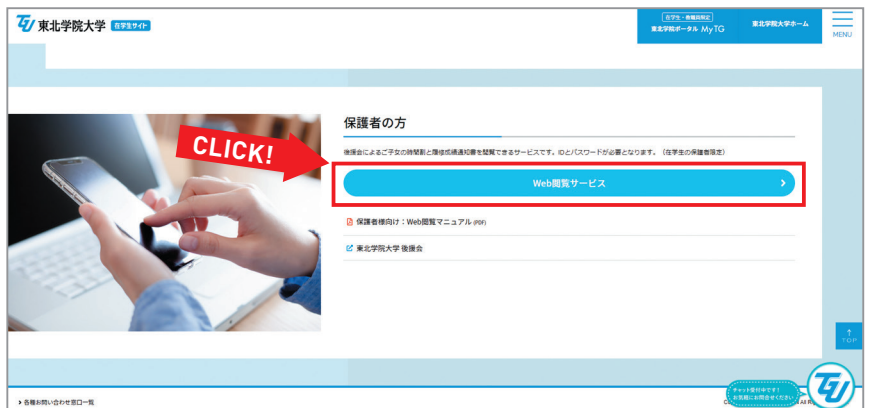 東北学院大学 在学生サイト
在学生・教職員限定
東北学院ポータル MyTG
東北学院大学ホームへ
MENU
保護者の方
後援会によるご子女の時間割と履修成績通知書を閲覧できるサービスです。IDとパスワードが必要となります。（在学生の保護者限定）
CLICK!
Web閲覧サービス
保護者様向け：Web閲覧マニュアル (PDF)
東北学院大学 後援会
↑
TOP
チャット受付中です！
お気軽にお問合せください
各種お問い合わせ窓口一覧